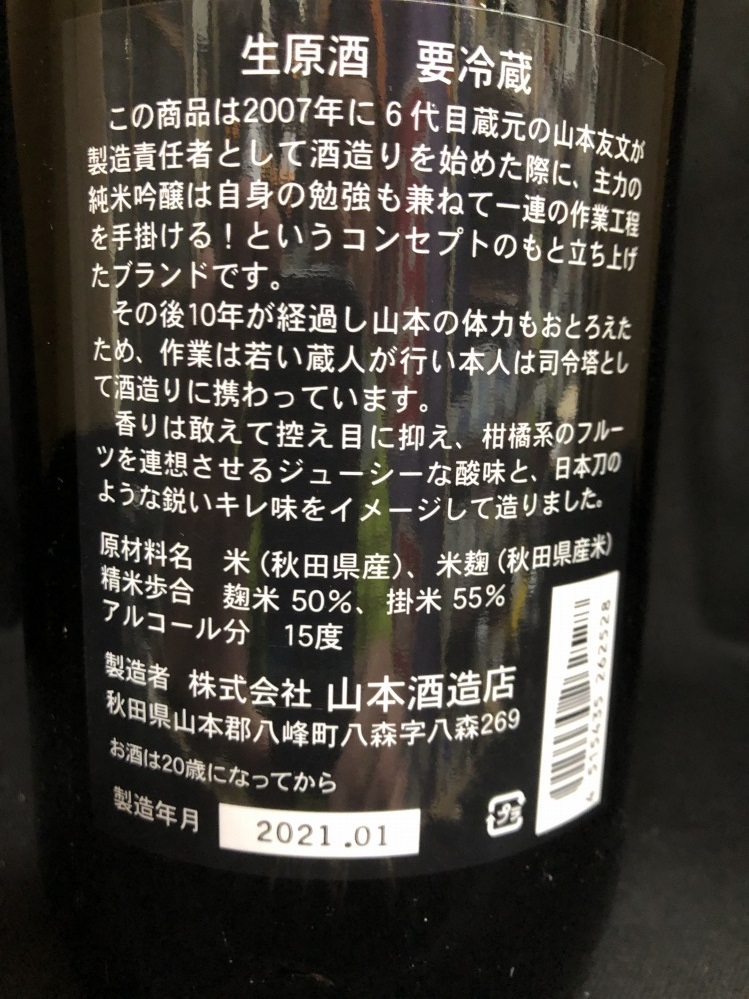 生原酒　要冷蔵
この商品は2007年に6代目蔵元の山本友文が
製造責任者として酒造りを始めた際に、主力の
純米吟醸は自身の勉強も兼ねて一連の作業工程
を手掛ける！というコンセプトのもと立ち上げ
たブランドです。
その後10年が経過し山本の体力もおとろえた
ため、作業は若い蔵人が行い本人は司令塔とし
て酒造りに携わっています。
香りは敢えて控え目に抑え、柑橘系のフルー
ツを連想させるジューシーな酸味と、日本刀の
ような鋭いキレ味をイメージして造りました。
原材料名　米（秋田県産）、米麹（秋田県産米）
精米歩合　麹米 50％、掛米 55％
アルコール分　15度
製造者　株式会社 山本酒造店
秋田県山本郡八峰町八森字八森269
お酒は20歳になってから
製造年月　2021.01
プラ
4 515435 262528